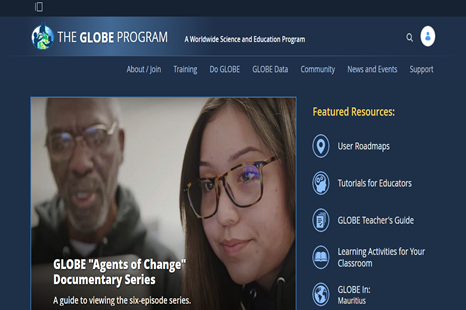 THE GLOBE PROGRAM
A Worldwide Science and Education Program
About / Join
Training
Do GLOBE
GLOBE Data
Community
News and Events
Support
GLOBE "Agents of Change"
Documentary Series
A guide to viewing the six-episode series.
Featured Resources:
User Roadmaps
Tutorials for Educators
GLOBE Teacher's Guide
Learning Activities for Your
Classroom
GLOBE In:
Mauritius